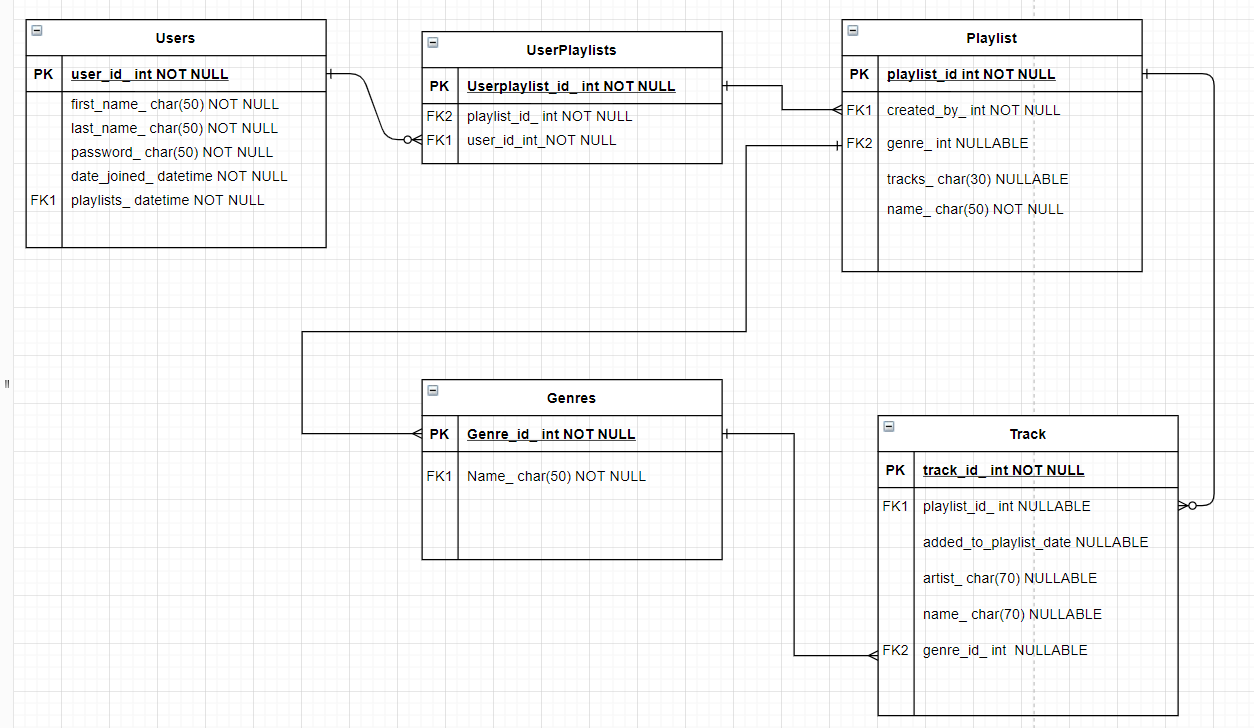 Users
PK user_id_ int NOT NULL
first_name_ char(50) NOT NULL
last_name_ char(50) NOT NULL
password_ char(50) NOT NULL
date_joined_ datetime NOT NULL
FK1 playlists_ datetime NOT NULL
UserPlaylists
PK Userplaylist_id_ int NOT NULL
FK2 playlist_id_ int NOT NULL
FK1 user_id_int_NOT NULL
Playlist
PK playlist_id int NOT NULL
FK1 created_by_ int NOT NULL
FK2 genre_ int NULLABLE
tracks_ char(30) NULLABLE
name_ char(50) NOT NULL
Genres
PK Genre_id_ int NOT NULL
FK1 Name_ char(50) NOT NULL
Track
PK track_id_ int NOT NULL
FK1 playlist_id_ int NULLABLE
added_to_playlist_date NULLABLE
artist_ char(70) NULLABLE
name_ char(70) NULLABLE
FK2 genre_id_ int  NULLABLE